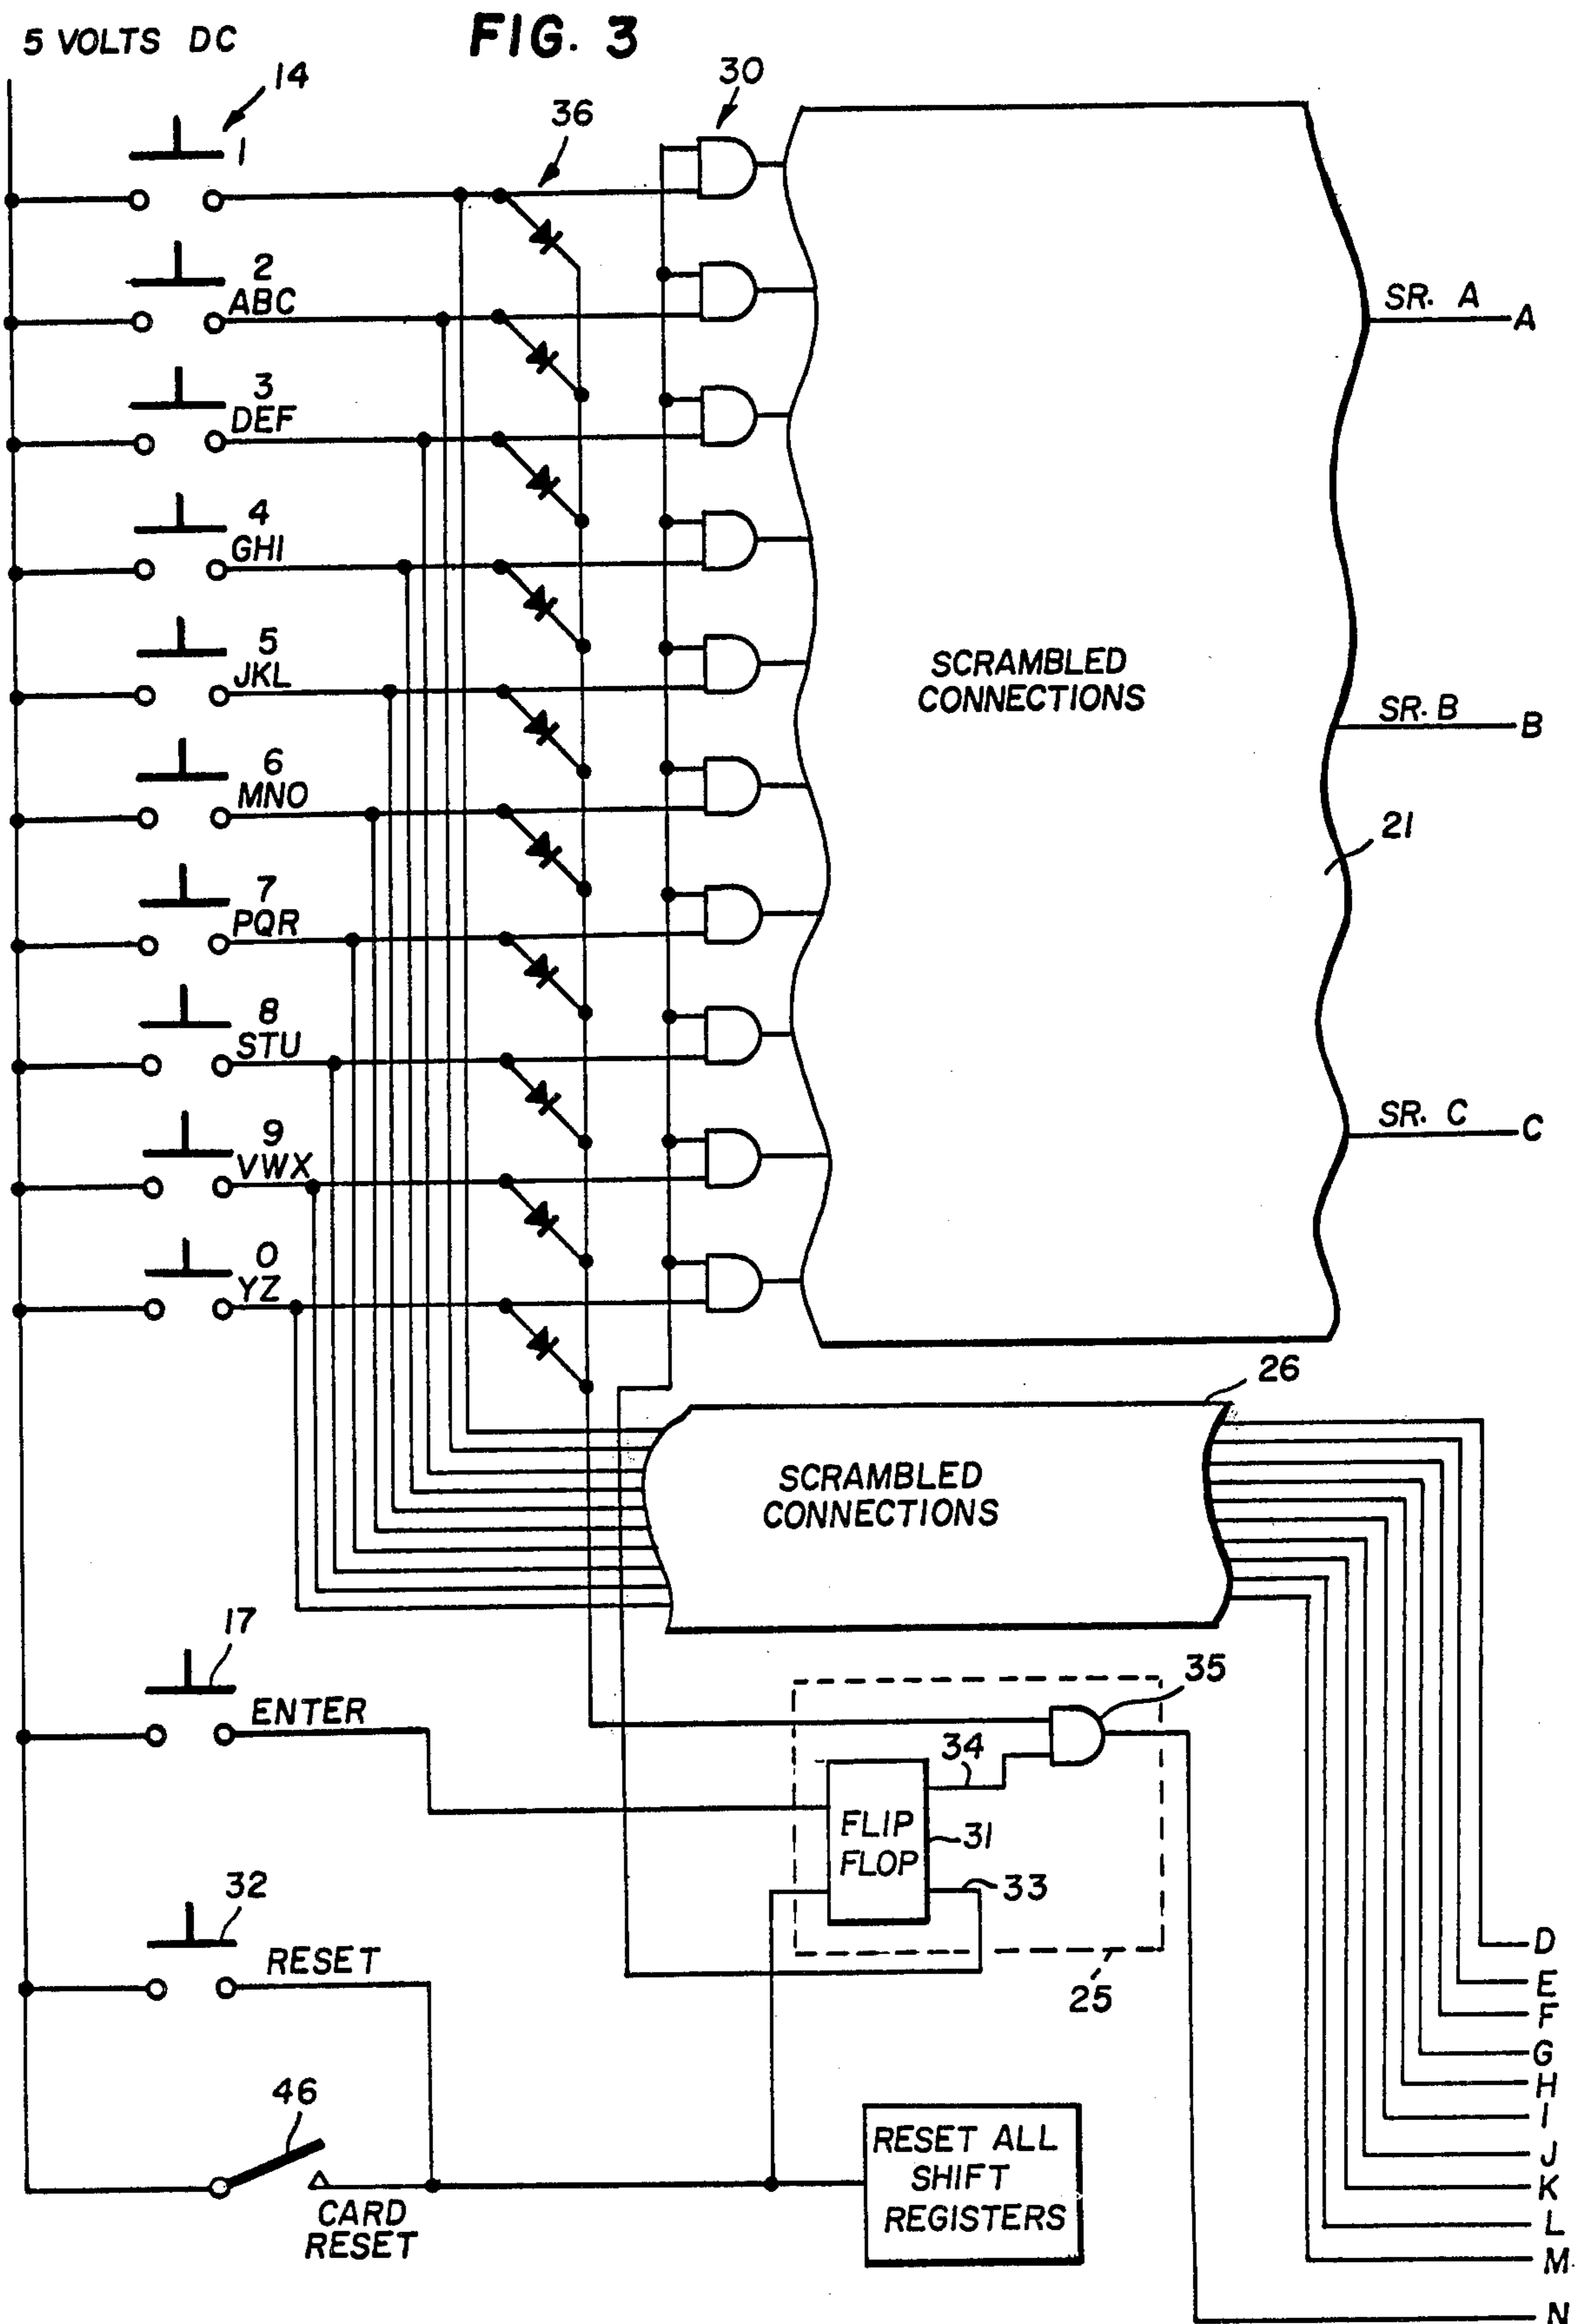 5 VOLTS DC
FIG. 3
14
30
36
1
2
ABC
SR. A
A
3
DEF
4
GHI
5
JKL
SCRAMBLED
CONNECTIONS
SR. B
B
6
MNO
21
7
PQR
8
STU
9
VWX
SR. C
C
0
YZ
26
SCRAMBLED
CONNECTIONS
17
ENTER
35
34
FLIP
FLOP
31
33
32
RESET
25
D
E
F
G
H
I
J
K
L
M
N
46
CARD
RESET
RESET ALL
SHIFT
REGISTERS